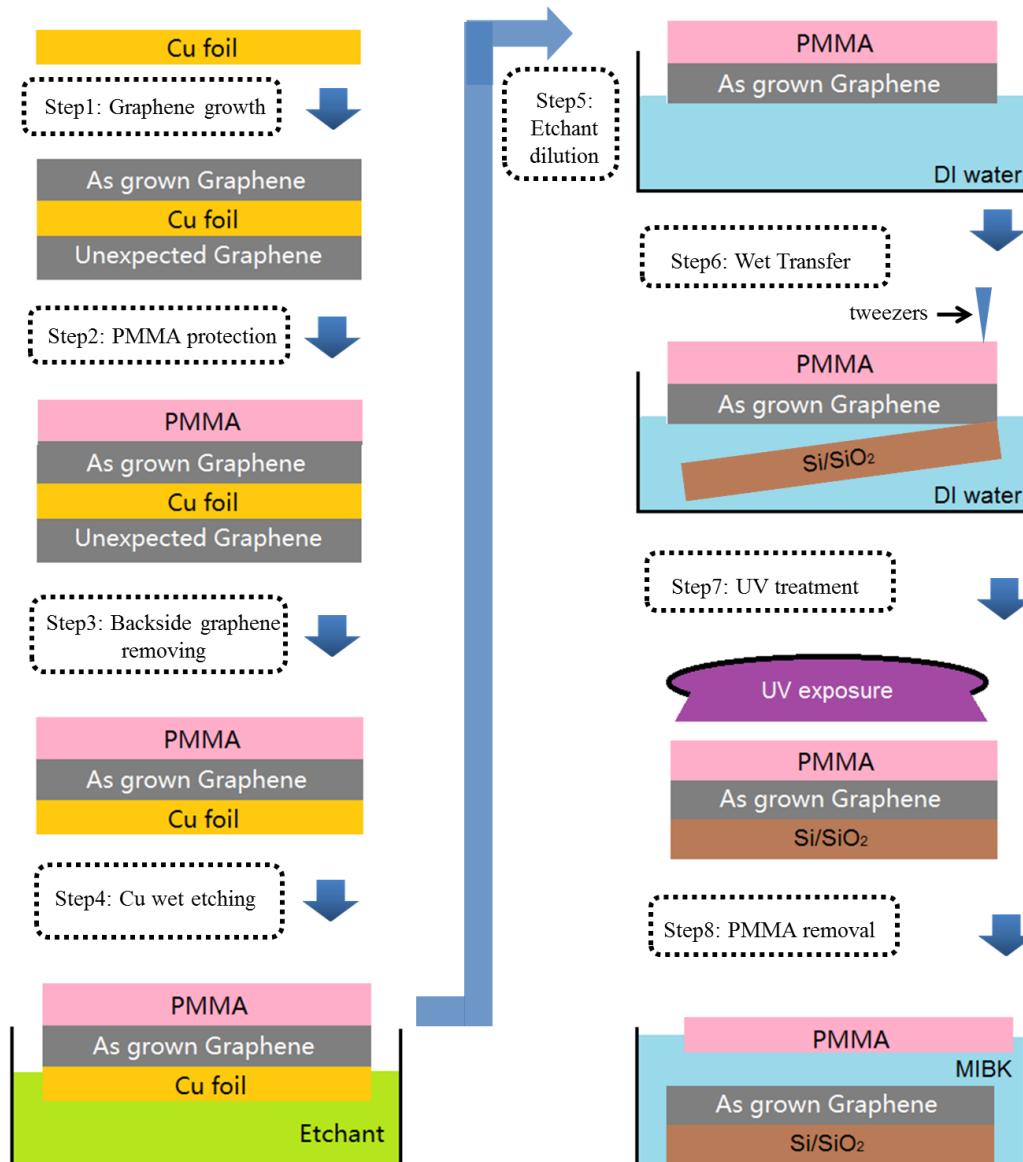 Cu foil
Step1: Graphene growth
As grown Graphene
Cu foil
Unexpected Graphene
Step2: PMMA protection
PMMA
As grown Graphene
Cu foil
Unexpected Graphene
Step3: Backside graphene
removing
PMMA
As grown Graphene
Cu foil
Step4: Cu wet etching
PMMA
As grown Graphene
Cu foil
Etchant
Step5:
Etchant
dilution
PMMA
As grown Graphene
DI water
Step6: Wet Transfer
tweezers
PMMA
As grown Graphene
Si/SiO₂
DI water
Step7: UV treatment
UV exposure
PMMA
As grown Graphene
Si/SiO₂
Step8: PMMA removal
PMMA
MIBK
As grown Graphene
Si/SiO₂